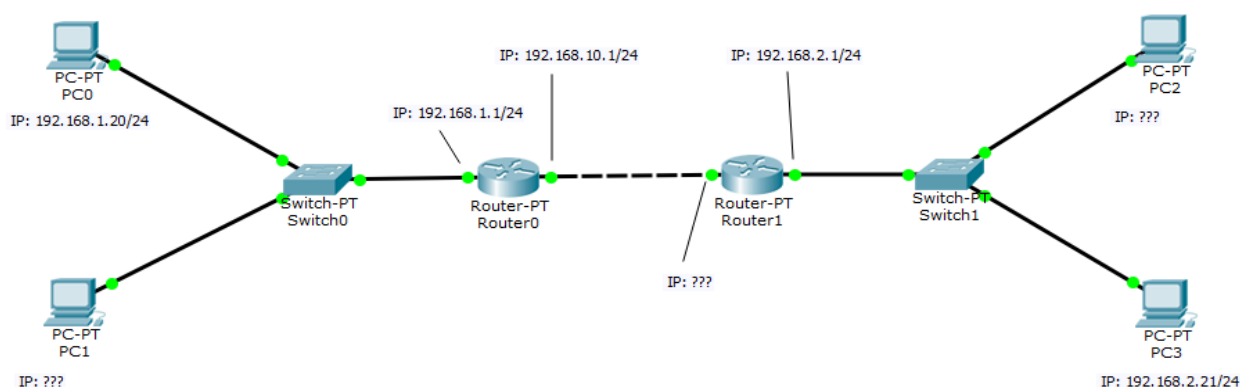 PC-PT
PC0
IP: 192.168.1.20/24
IP: 192.168.10.1/24
IP: 192.168.2.1/24
PC-PT
PC2
IP: ???
IP: 192.168.1.1/24
Switch-PT
Switch0
Router-PT
Router0
Router-PT
Router1
Switch-PT
Switch1
IP: ???
PC-PT
PC1
IP: ???
PC-PT
PC3
IP: 192.168.2.21/24